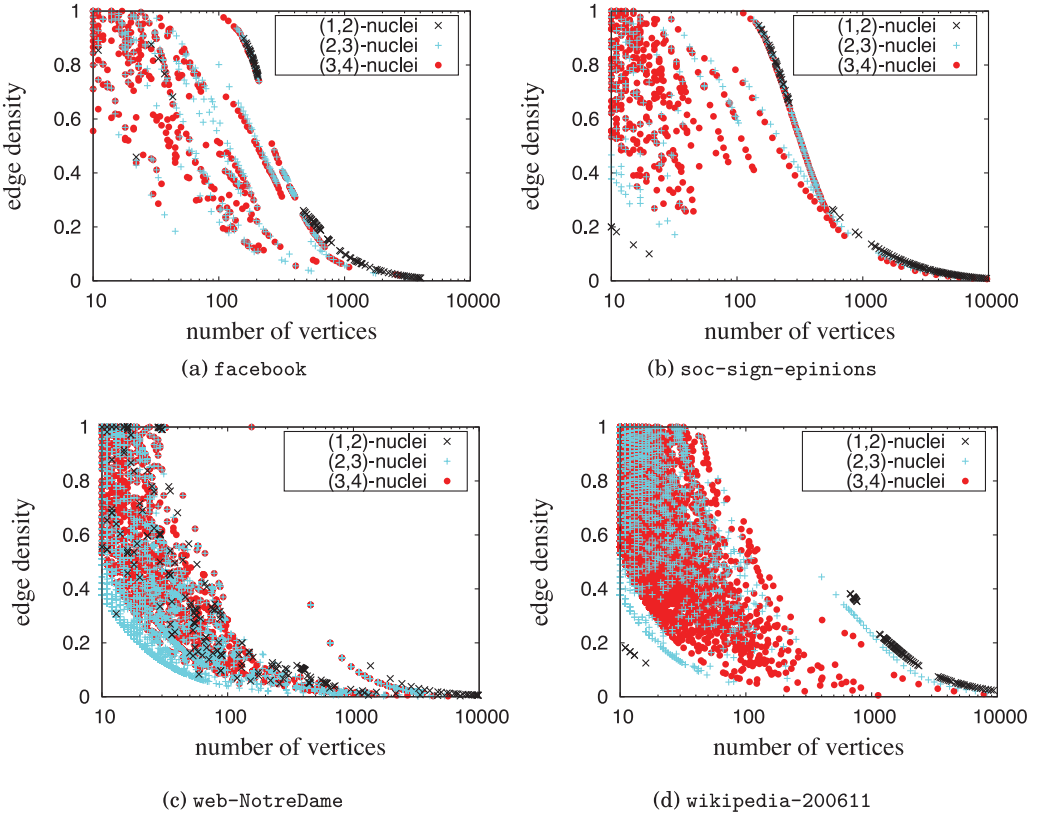 1
0.8
0.6
0.4
0.2
0
edge density
(1,2)-nuclei
(2,3)-nuclei
(3,4)-nuclei
10 100 1000 10000
number of vertices
(a) facebook
1
0.8
0.6
0.4
0.2
0
edge density
(1,2)-nuclei
(2,3)-nuclei
(3,4)-nuclei
10 100 1000 10000
number of vertices
(b) soc-sign-epinions
1
0.8
0.6
0.4
0.2
0
edge density
(1,2)-nuclei
(2,3)-nuclei
(3,4)-nuclei
10 100 1000 10000
number of vertices
(c) web-NotreDame
1
0.8
0.6
0.4
0.2
0
edge density
(1,2)-nuclei
(2,3)-nuclei
(3,4)-nuclei
10 100 1000 10000
number of vertices
(d) wikipedia-200611